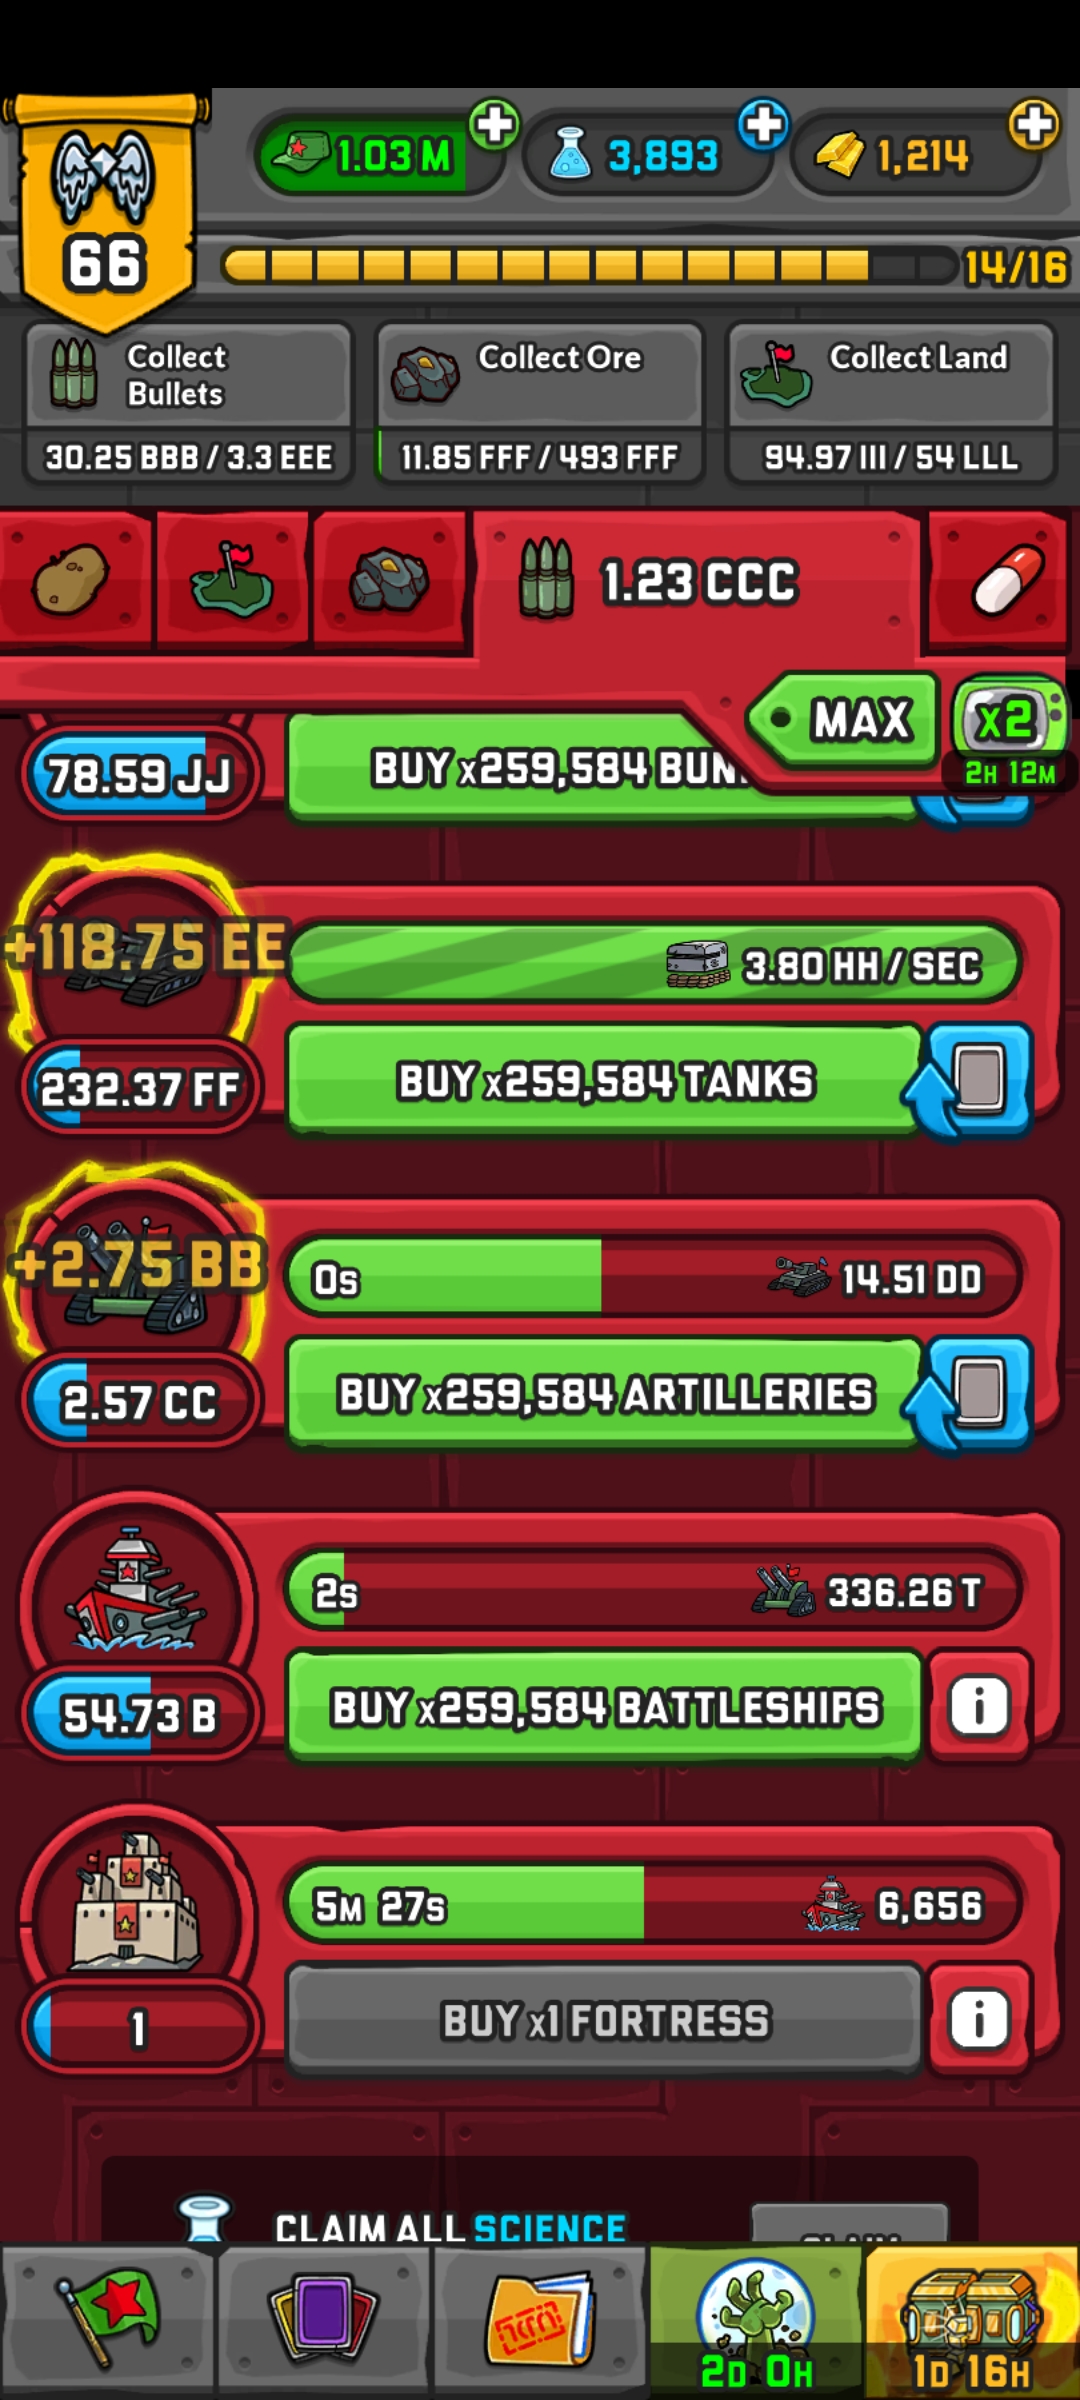 1.03 M
3,893
1,214
66
14/16
Collect
Bullets
Collect Ore
Collect Land
30.25 BBB / 3.3 EEE
11.85 FFF / 493 FFF
94.97 III / 54 LLL
1.23 CCC
MAX
x2
2H 12M
78.59 JJ
BUY x259,584 BUN
+118.75 EE
3.80 HH / SEC
232.37 FF
BUY x259,584 TANKS
+2.75 BB
0s
14.51 DD
2.57 CC
BUY x259,584 ARTILLERIES
2s
336.26 T
54.73 B
BUY x259,584 BATTLESHIPS
i
5M 27s
6,656
1
BUY x1 FORTRESS
i
CLAIM ALL SCIENCE
2D 0H
1D 16H